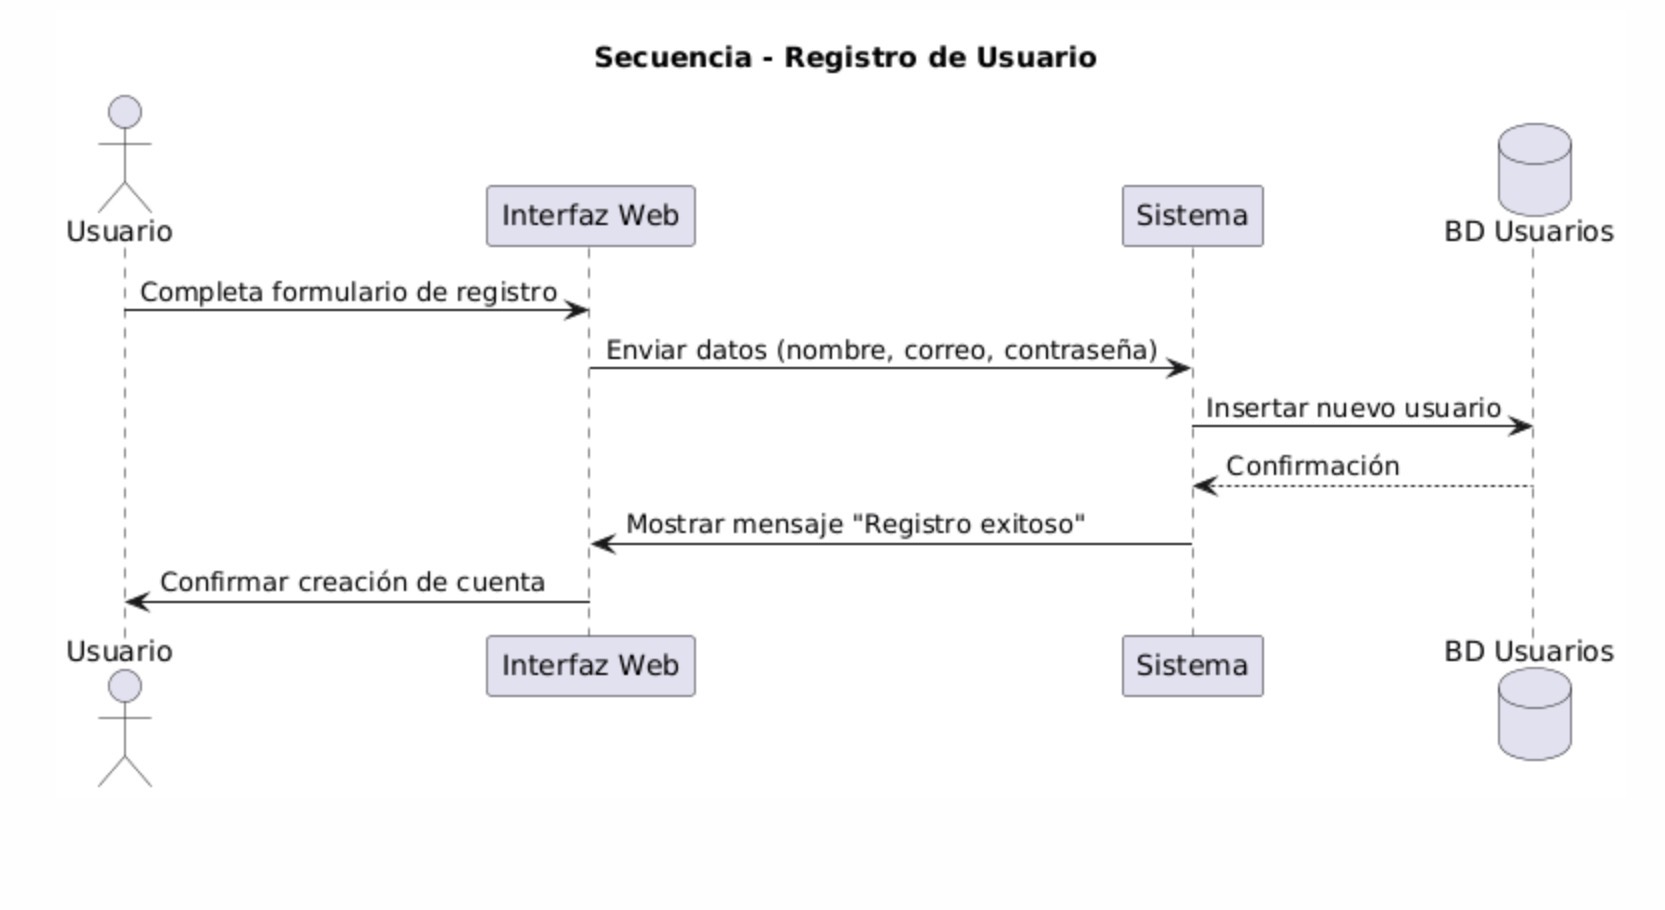 Secuencia - Registro de Usuario
Usuario
Interfaz Web
Sistema
BD Usuarios
Completa formulario de registro
Enviar datos (nombre, correo, contraseña)
Insertar nuevo usuario
Confirmación
Mostrar mensaje "Registro exitoso"
Confirmar creación de cuenta
Usuario
Interfaz Web
Sistema
BD Usuarios